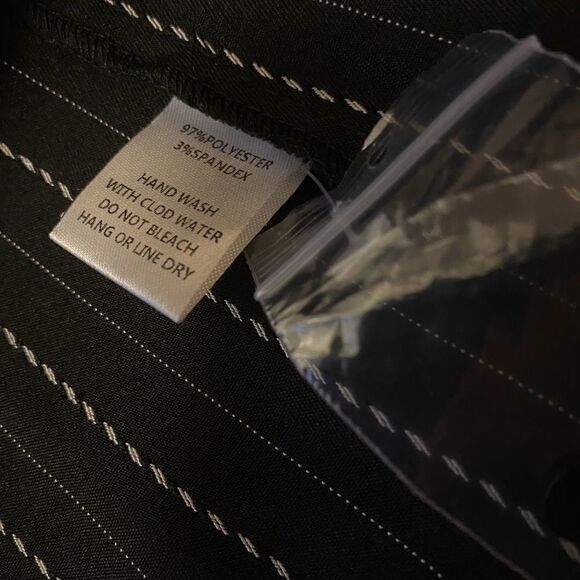 97%POLYESTER
3%SPANDEX
HAND WASH
WITH CLOD WATER
DO NOT BLEACH
HANG OR LINE DRY